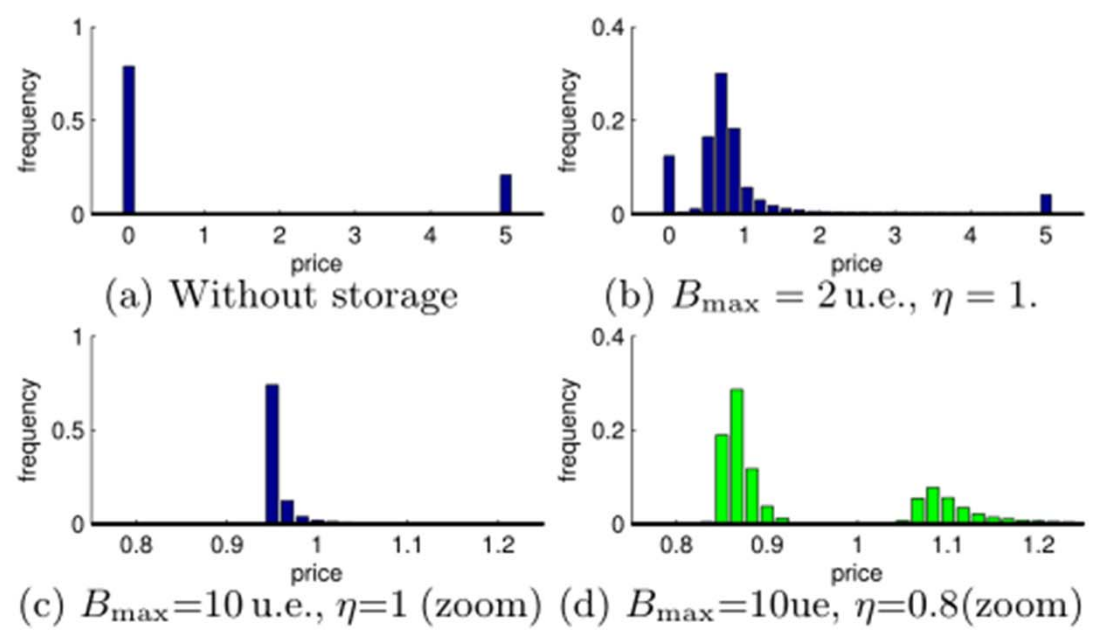 1
0.5
0
frequency
0 1 2 3 4 5
price
(a) Without storage
0.4
0.2
0
frequency
0 1 2 3 4 5
price
(b) B_max = 2 u.e., η = 1.
1
0.5
0
frequency
0.8 0.9 1 1.1 1.2
price
(c) B_max=10 u.e., η=1 (zoom)
0.4
0.2
0
frequency
0.8 0.9 1 1.1 1.2
price
(d) B_max=10ue, η=0.8(zoom)